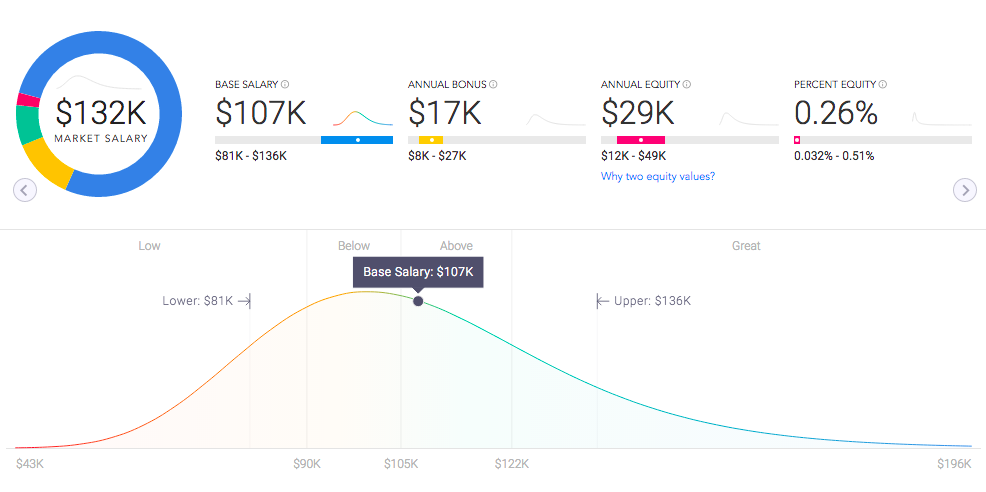 $132K
MARKET SALARY
BASE SALARY
$107K
$81K - $136K
ANNUAL BONUS
$17K
$8K - $27K
ANNUAL EQUITY
$29K
$12K - $49K
Why two equity values?
PERCENT EQUITY
0.26%
0.032% - 0.51%
Low
Below
Above
Great
Base Salary: $107K
Lower: $81K
Upper: $136K
$43K
$90K
$105K
$122K
$196K